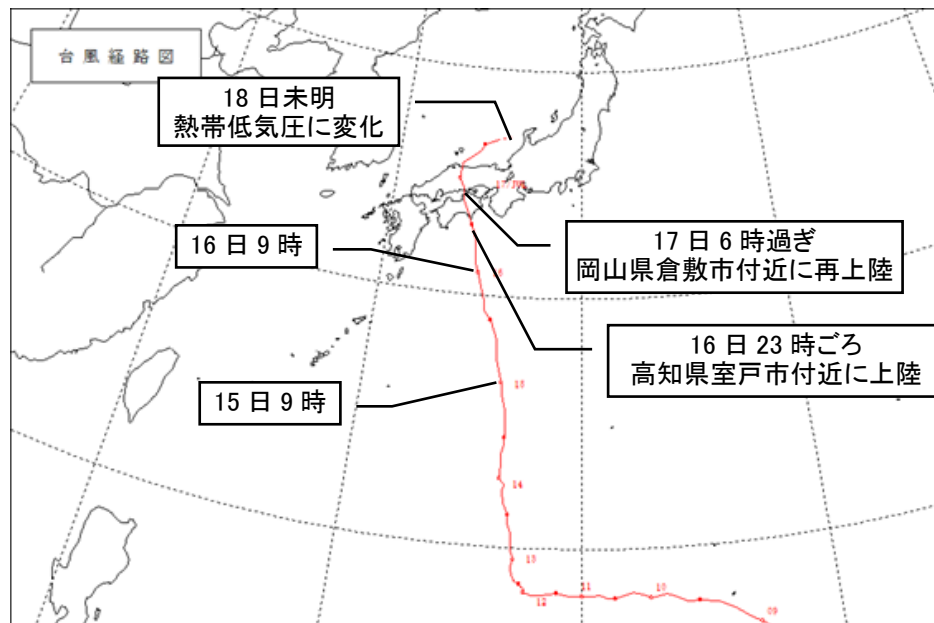 台風経路図
18日未明
熱帯低気圧に変化
16日9時
17日6時過ぎ
岡山県倉敷市付近に再上陸
16日23時ごろ
高知県室戸市付近に上陸
15日9時
16
15
14
13
12
11
10
09